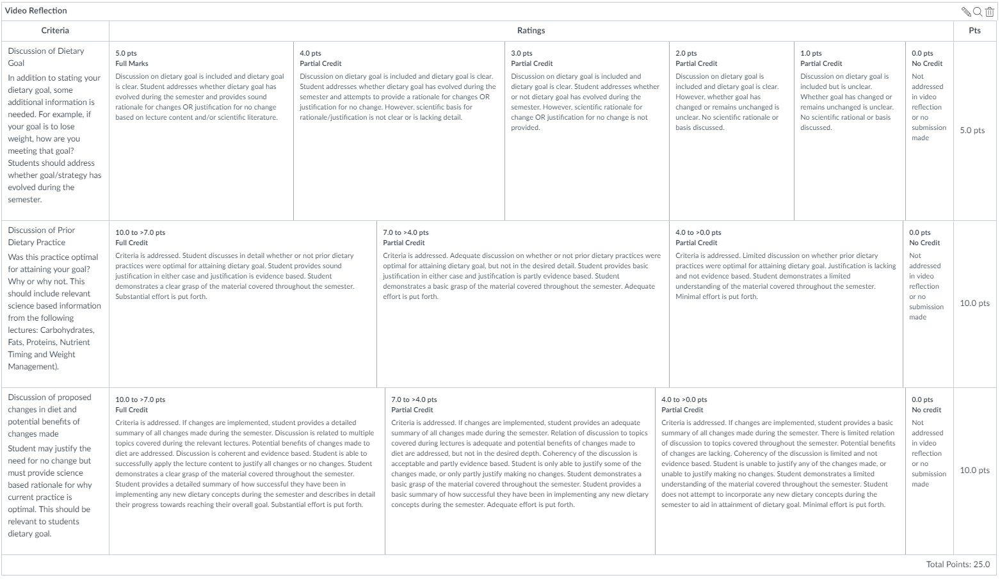 Video Reflection
Criteria
Ratings
Pts
Discussion of Dietary
Goal
In addition to stating your
dietary goal, some
additional information is
needed. For example, if
your goal is to lose
weight, how are you
meeting that goal?
Students should address
whether goal/strategy has
evolved during the
semester.
5.0 pts
Full Marks
Discussion on dietary goal is included and dietary goal
is clear. Student addresses whether dietary goal has
evolved during the semester and provides sound
rationale for changes OR justification for no change
based on lecture content and/or scientific literature.
4.0 pts
Partial Credit
Discussion on dietary goal is included and dietary goal is clear.
Student addresses whether dietary goal has evolved during the
semester and attempts to provide a rationale for changes OR
justification for no change. However, scientific basis for
rationale/justification is not clear or is lacking detail.
3.0 pts
Partial Credit
Discussion on dietary goal is included and
dietary goal is clear. Student addresses whether
or not dietary goal has evolved during the
semester. However, scientific rationale for
change OR justification for no change is not
provided.
2.0 pts
Partial Credit
Discussion on dietary goal is
included and dietary goal is clear.
However, whether goal has
changed or remains unchanged is
unclear. No scientific rationale or
basis discussed.
1.0 pts
Partial Credit
Discussion on dietary goal is
included but is unclear.
Whether goal has changed or
remains unchanged is unclear.
No scientific rational or basis
discussed.
0.0 pts
No Credit
Not
addressed
in video
reflection
or no
submission
made
5.0 pts
Discussion of Prior
Dietary Practice
Was this practice optimal
for attaining your goal?
Why or why not. This
should include relevant
science based information
from the following
lectures: Carbohydrates,
Fats, Proteins, Nutrient
Timing and Weight
Management).
10.0 to >7.0 pts
Full Credit
Criteria is addressed. Student discusses in detail whether or not prior dietary
practices were optimal for attaining dietary goal. Student provides sound
justification in either case and justification is evidence based. Student
demonstrates a clear grasp of the material covered throughout the semester.
Substantial effort is put forth.
7.0 to >4.0 pts
Partial Credit
Criteria is addressed. Adequate discussion on whether or not prior dietary practices were
optimal for attaining dietary goal, but not in the desired detail. Student provides basic
justification in either case and justification is partly evidence based. Student
demonstrates a basic grasp of the material covered throughout the semester. Adequate
effort is put forth.
4.0 to >0.0 pts
Partial Credit
Criteria is addressed. Limited discussion on whether prior dietary
practices were optimal for attaining dietary goal. Justification is lacking
and not evidence based. Student demonstrates a limited
understanding of the material covered throughout the semester.
Minimal effort is put forth.
0.0 pts
No Credit
Not
addressed
in video
reflection
or no
submission
made
10.0 pts
Discussion of proposed
changes in diet and
potential benefits of
changes made
Student may justify the
need for no change but
must provide science
based rationale for why
current practice is
optimal. This should be
relevant to students
dietary goal.
10.0 to >7.0 pts
Full Credit
Criteria is addressed. If changes are implemented, student provides a detailed
summary of all changes made during the semester. Discussion is related to multiple
topics covered during the relevant lectures. Potential benefits of changes made to
diet are addressed. Discussion is coherent and evidence based. Student is able to
successfully apply the lecture content to justify all changes or no changes. Student
demonstrates a clear grasp of the material covered throughout the semester.
Student provides a detailed summary of how successful they have been in
implementing any new dietary concepts during the semester and describes in detail
their progress towards reaching their overall goal. Substantial effort is put forth.
7.0 to >4.0 pts
Partial Credit
Criteria is addressed. If changes are implemented, student provides an adequate
summary of all changes made during the semester. Relation of discussion to topics
covered during lectures is adequate and potential benefits of changes made to
diet are addressed, but not in the desired depth. Coherency of the discussion is
acceptable and partly evidence based. Student is only able to justify some of the
changes made, or only partly justify making no changes. Student demonstrates a
basic grasp of the material covered throughout the semester. Student provides a
basic summary of how successful they have been in implementing any new dietary
concepts during the semester. Adequate effort is put forth.
4.0 to >0.0 pts
Partial Credit
Criteria is addressed. If changes are implemented, student provides a basic
summary of all changes made during the semester. There is limited relation
of discussion to topics covered throughout the semester. Potential benefits
of changes are lacking. Coherency of the discussion is limited and not
evidence based. Student is unable to justify any of the changes made, or
unable to justify making no changes. Student demonstrates a limited
understanding of the material covered throughout the semester. Student
does not attempt to incorporate any new dietary concepts during the
semester to aid in attainment of dietary goal. Minimal effort is put forth.
0.0 pts
No credit
Not
addressed
in video
reflection
or no
submission
made
10.0 pts
Total Points: 25.0